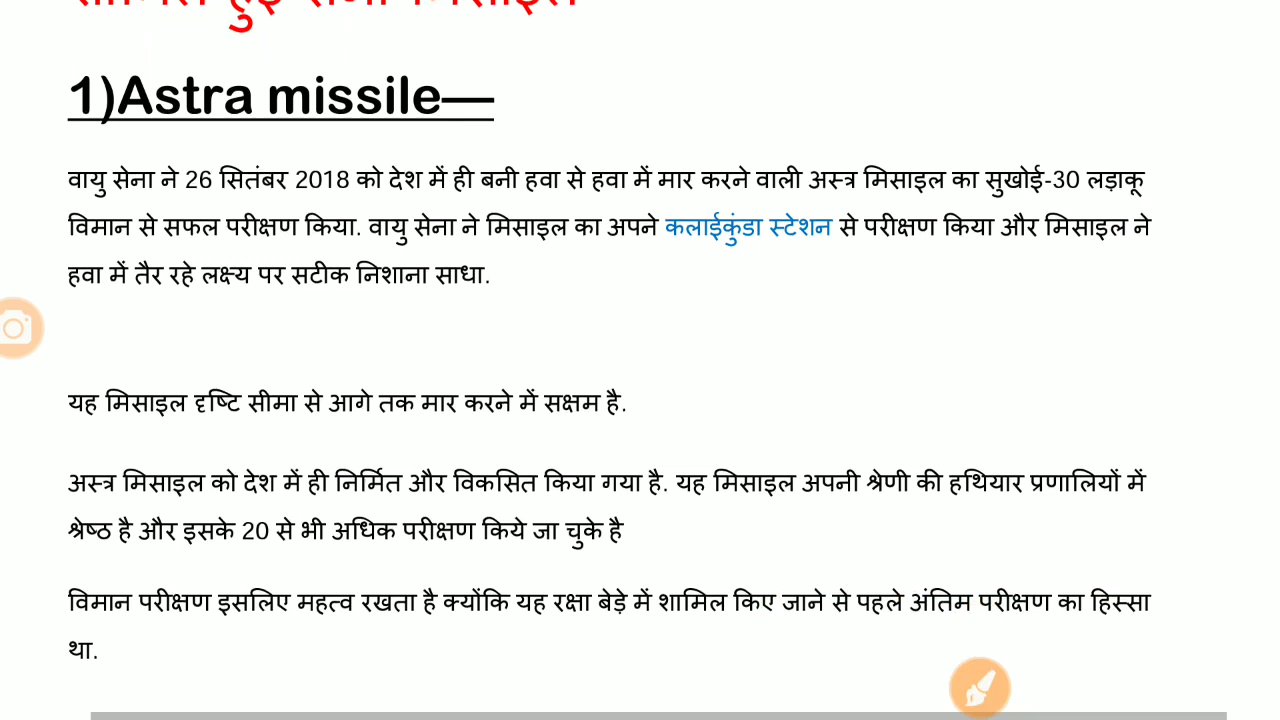 1)Astra missile—
वायु सेना ने 26 सितंबर 2018 को देश में ही बनी हवा से हवा में मार करने वाली अस्त्र मिसाइल का सुखोई-30 लड़ाकू
विमान से सफल परीक्षण किया. वायु सेना ने मिसाइल का अपने कलाईकुंडा स्टेशन से परीक्षण किया और मिसाइल ने
हवा में तैर रहे लक्ष्य पर सटीक निशाना साधा.
यह मिसाइल दृष्टि सीमा से आगे तक मार करने में सक्षम है.
अस्त्र मिसाइल को देश में ही निर्मित और विकसित किया गया है. यह मिसाइल अपनी श्रेणी की हथियार प्रणालियों में
श्रेष्ठ है और इसके 20 से भी अधिक परीक्षण किये जा चुके है
विमान परीक्षण इसलिए महत्व रखता है क्योंकि यह रक्षा बेड़े में शामिल किए जाने से पहले अंतिम परीक्षण का हिस्सा
था.